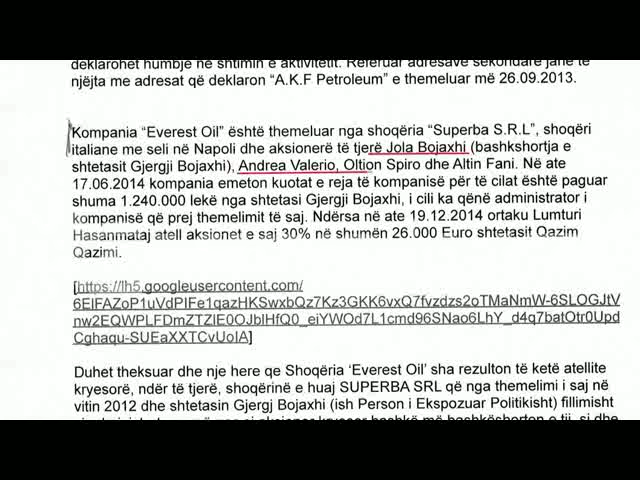 deklarohet humbje në shtimin e aktivitetit. Referuar adresave sekondare janë të
njëjta me adresat që deklaron “A.K.F Petroleum” e themeluar më 26.09.2013.
Kompania “Everest Oil” është themeluar nga shoqëria “Superba S.R.L”, shoqëri
italiane me seli në Napoli dhe aksionerë të tjerë Jola Bojaxhi (bashkshortja e
shtetasit Gjergji Bojaxhi), Andrea Valerio, Oltion Spiro dhe Altin Fani. Në ate
17.06.2014 kompania emeton kuotat e reja të kompanisë për të cilat është paguar
shuma 1.240.000 lekë nga shtetasi Gjergji Bojaxhi, i cili ka qënë administrator i
kompanisë që prej themelimit të saj. Ndërsa në ate 19.12.2014 ortaku Lumturi
Hasanmataj atell aksionet e saj 30% në shumën 26.000 Euro shtetasit Qazim
Qazimi.
[https://lh5.googleusercontent.com/
6ElFAZoP1uVdPIFe1qazHKSwxbQz7Kz3GKK6vxQ7fvzdzs2oTMaNmW-6SLOGJtV
nw2EQWPLFDmZTZlE0OJblHfQ0_eiYWOd7L1cmd96SNao6LhY_d4q7batOtr0Upd
Cghaqu-SUEaXXTCvUoIA]
Duhet theksuar dhe nje here qe Shoqëria ‘Everest Oil’ sha rezulton të ketë atellite
kryesorë, ndër të tjerë, shoqërinë e huaj SUPERBA SRL që nga themelimi i saj në
vitin 2012 dhe shtetasin Gjergj Bojaxhi (ish Person i Ekspozuar Politikisht) fillimisht